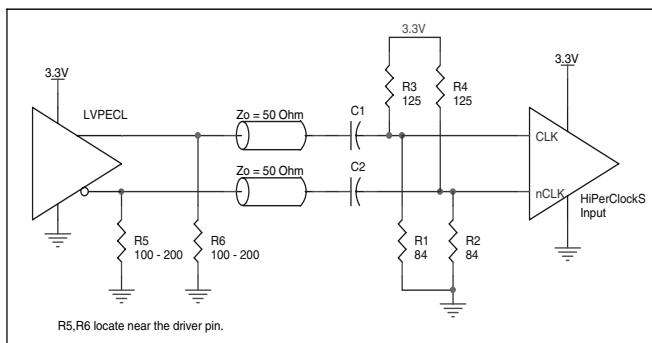 3.3V
3.3V
3.3V
R3
125
R4
125
LVPECL
Zo = 50 Ohm
C1
CLK
Zo = 50 Ohm
C2
nCLK
HiPerClockS
Input
R5
100 - 200
R6
100 - 200
R1
84
R2
84
R5,R6 locate near the driver pin.